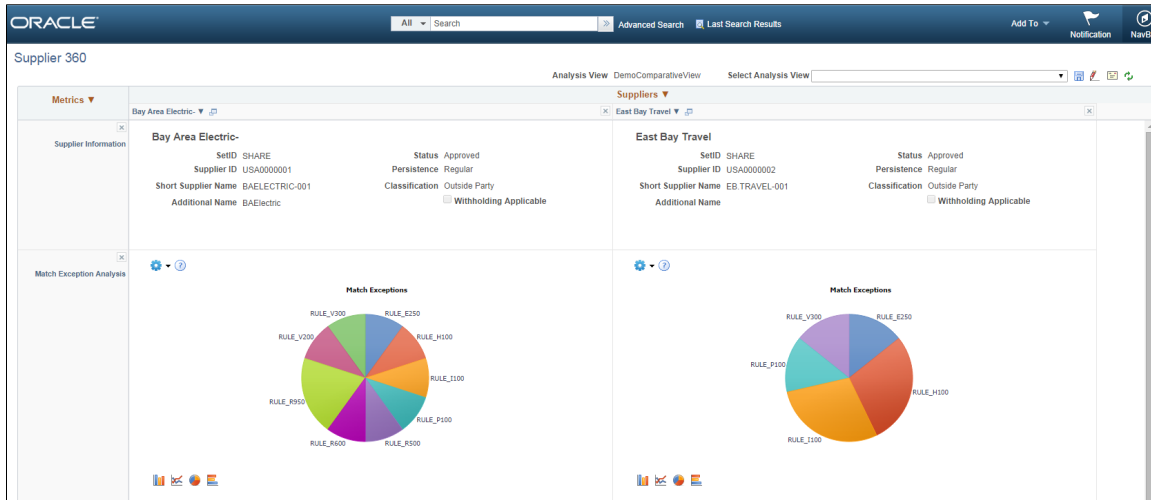 ORACLE
All Search Advanced Search Last Search Results Add To Notification NavB
Supplier 360
Analysis View DemoComparativeView Select Analysis View
Metrics Suppliers
Bay Area Electric- East Bay Travel
Supplier Information
Bay Area Electric-
SetID SHARE Status Approved
Supplier ID USA0000001 Persistence Regular
Short Supplier Name BAELECTRIC-001 Classification Outside Party
Additional Name BAElectric Withholding Applicable
East Bay Travel
SetID SHARE Status Approved
Supplier ID USA0000002 Persistence Regular
Short Supplier Name EB.TRAVEL-001 Classification Outside Party
Additional Name Withholding Applicable
Match Exception Analysis
Match Exceptions
RULE_V300 RULE_E250
RULE_V200 RULE_H100
RULE_I100
RULE_R950
RULE_P100
RULE_R600 RULE_R500
Match Exceptions
RULE_V300 RULE_E250
RULE_P100
RULE_H100
RULE_I100